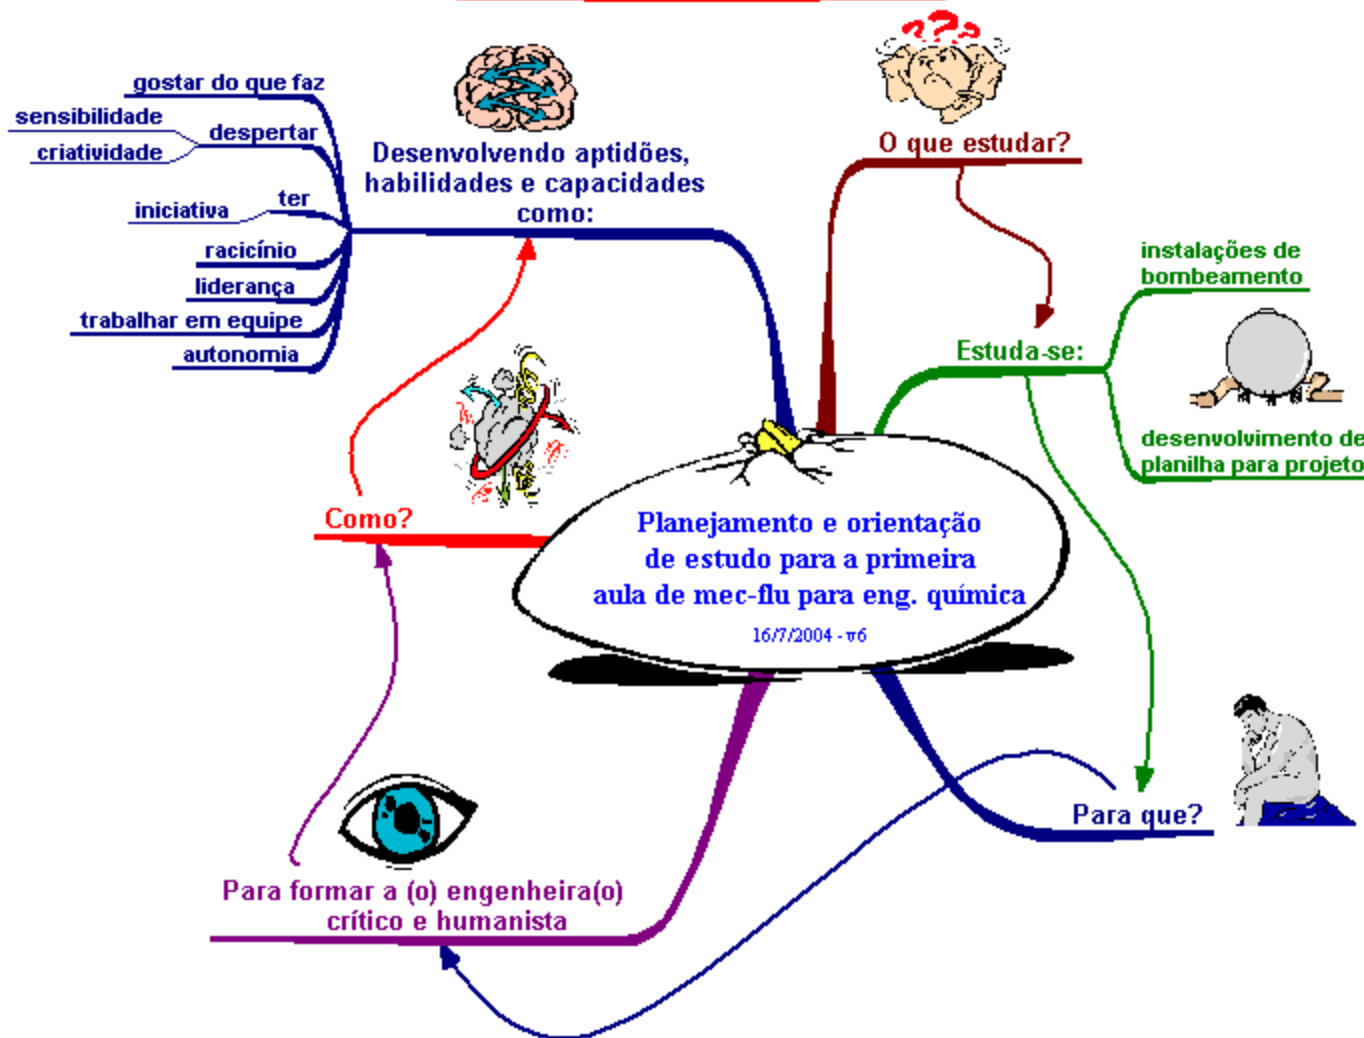 ???
O que estudar?
instalações de
bombeamento
Estuda-se:
desenvolvimento de
planilha para projeto
Para que?
Para formar a (o) engenheira(o)
crítico e humanista
Como?
Desenvolvendo aptidões,
habilidades e capacidades
como:
gostar do que faz
despertar
sensibilidade
criatividade
ter
iniciativa
racicínio
liderança
trabalhar em equipe
autonomia
Planejamento e orientação
de estudo para a primeira
aula de mec-flu para eng. química
16/7/2004 - v6